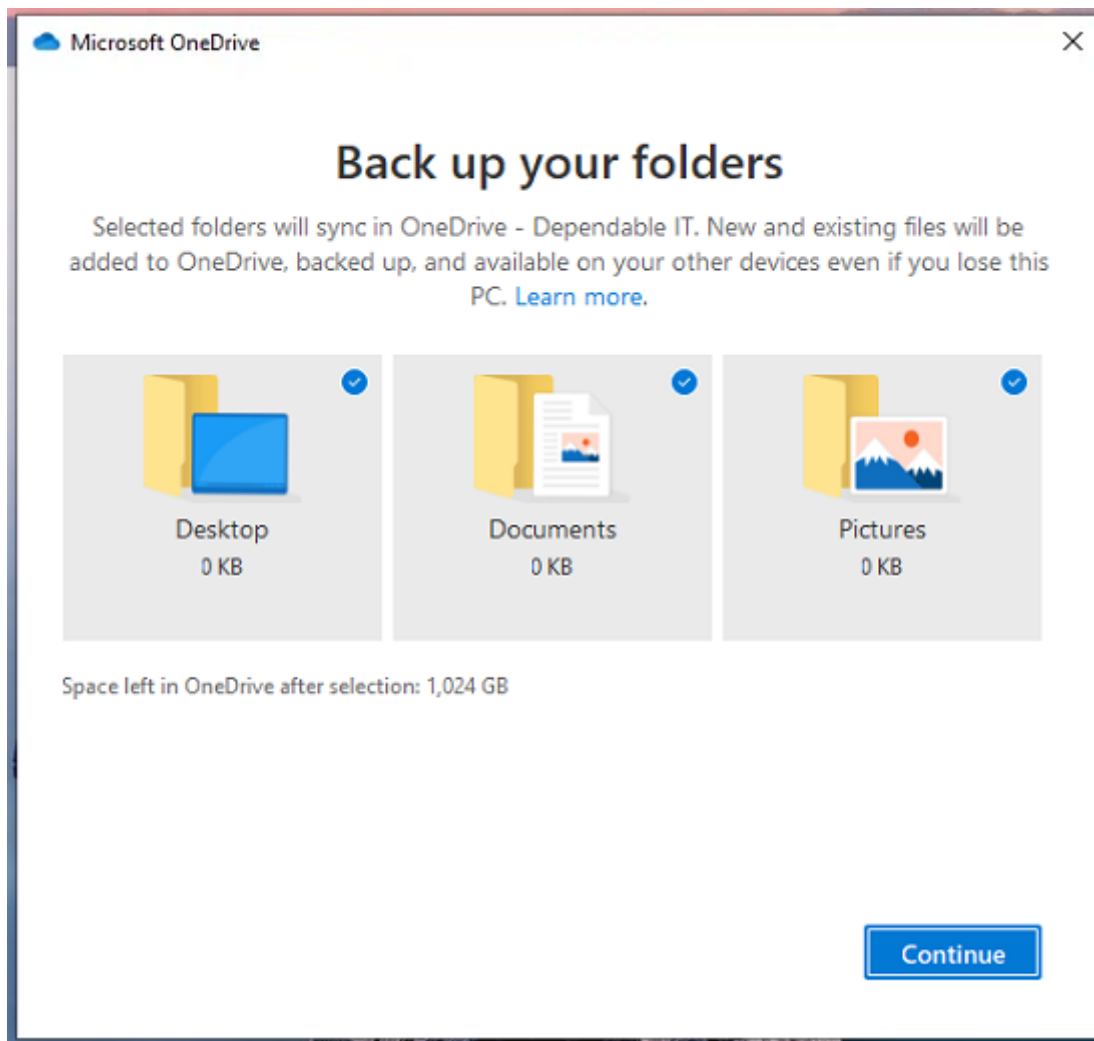 Microsoft OneDrive
Back up your folders
Selected folders will sync in OneDrive - Dependable IT. New and existing files will be
added to OneDrive, backed up, and available on your other devices even if you lose this
PC. Learn more.
Desktop
0 KB
Documents
0 KB
Pictures
0 KB
Space left in OneDrive after selection: 1,024 GB
Continue